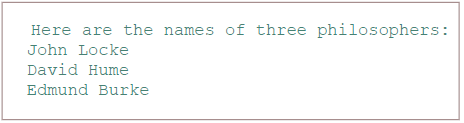 Here are the names of three philosophers:
John Locke
David Hume
Edmund Burke